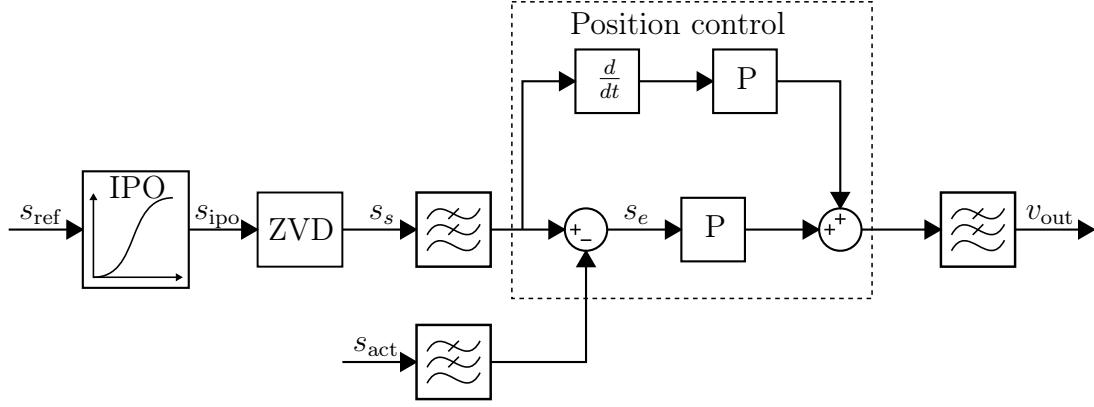 Position control
d
dt
P
IPO
s_ref
s_ipo
ZVD
s_s
+
−
s_e
P
+
+
v_out
s_act